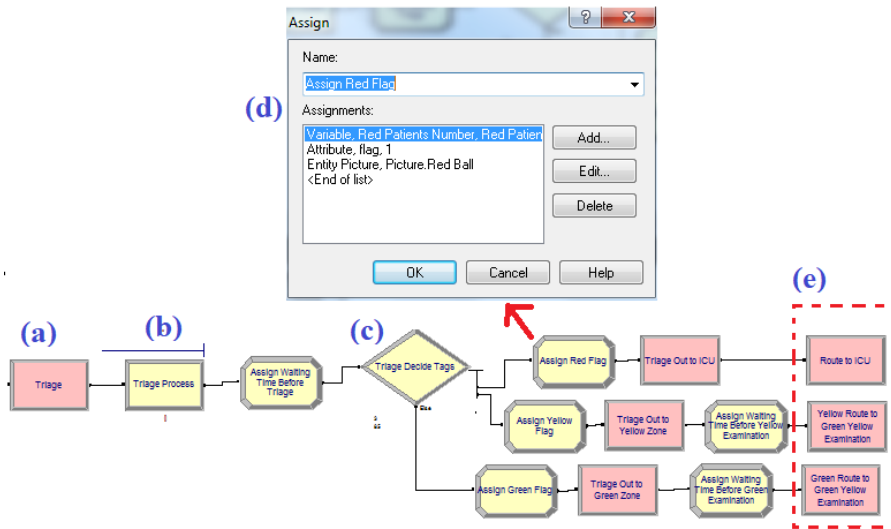 Assign
?
x
Name:
Assign Red Flag
(d)
Assignments:
Variable, Red Patients Number, Red Patien
Attribute, flag, 1
Entity Picture, Picture.Red Ball
<End of list>
Add...
Edit...
Delete
OK
Cancel
Help
(a)
(b)
(c)
(e)
Triage
Triage Process
Assign Waiting
Time Before
Triage
Triage Decide Tags
Else
Assign Red Flag
Triage Out to ICU
Route to ICU
Assign Yellow
Flag
Triage Out to
Yellow Zone
Assign Waiting
Time Before Yellow
Examination
Yellow Route to
Green Yellow
Examination
Assign Green Flag
Triage Out to
Green Zone
Assign Waiting
Time Before Green
Examination
Green Route to
Green Yellow
Examination